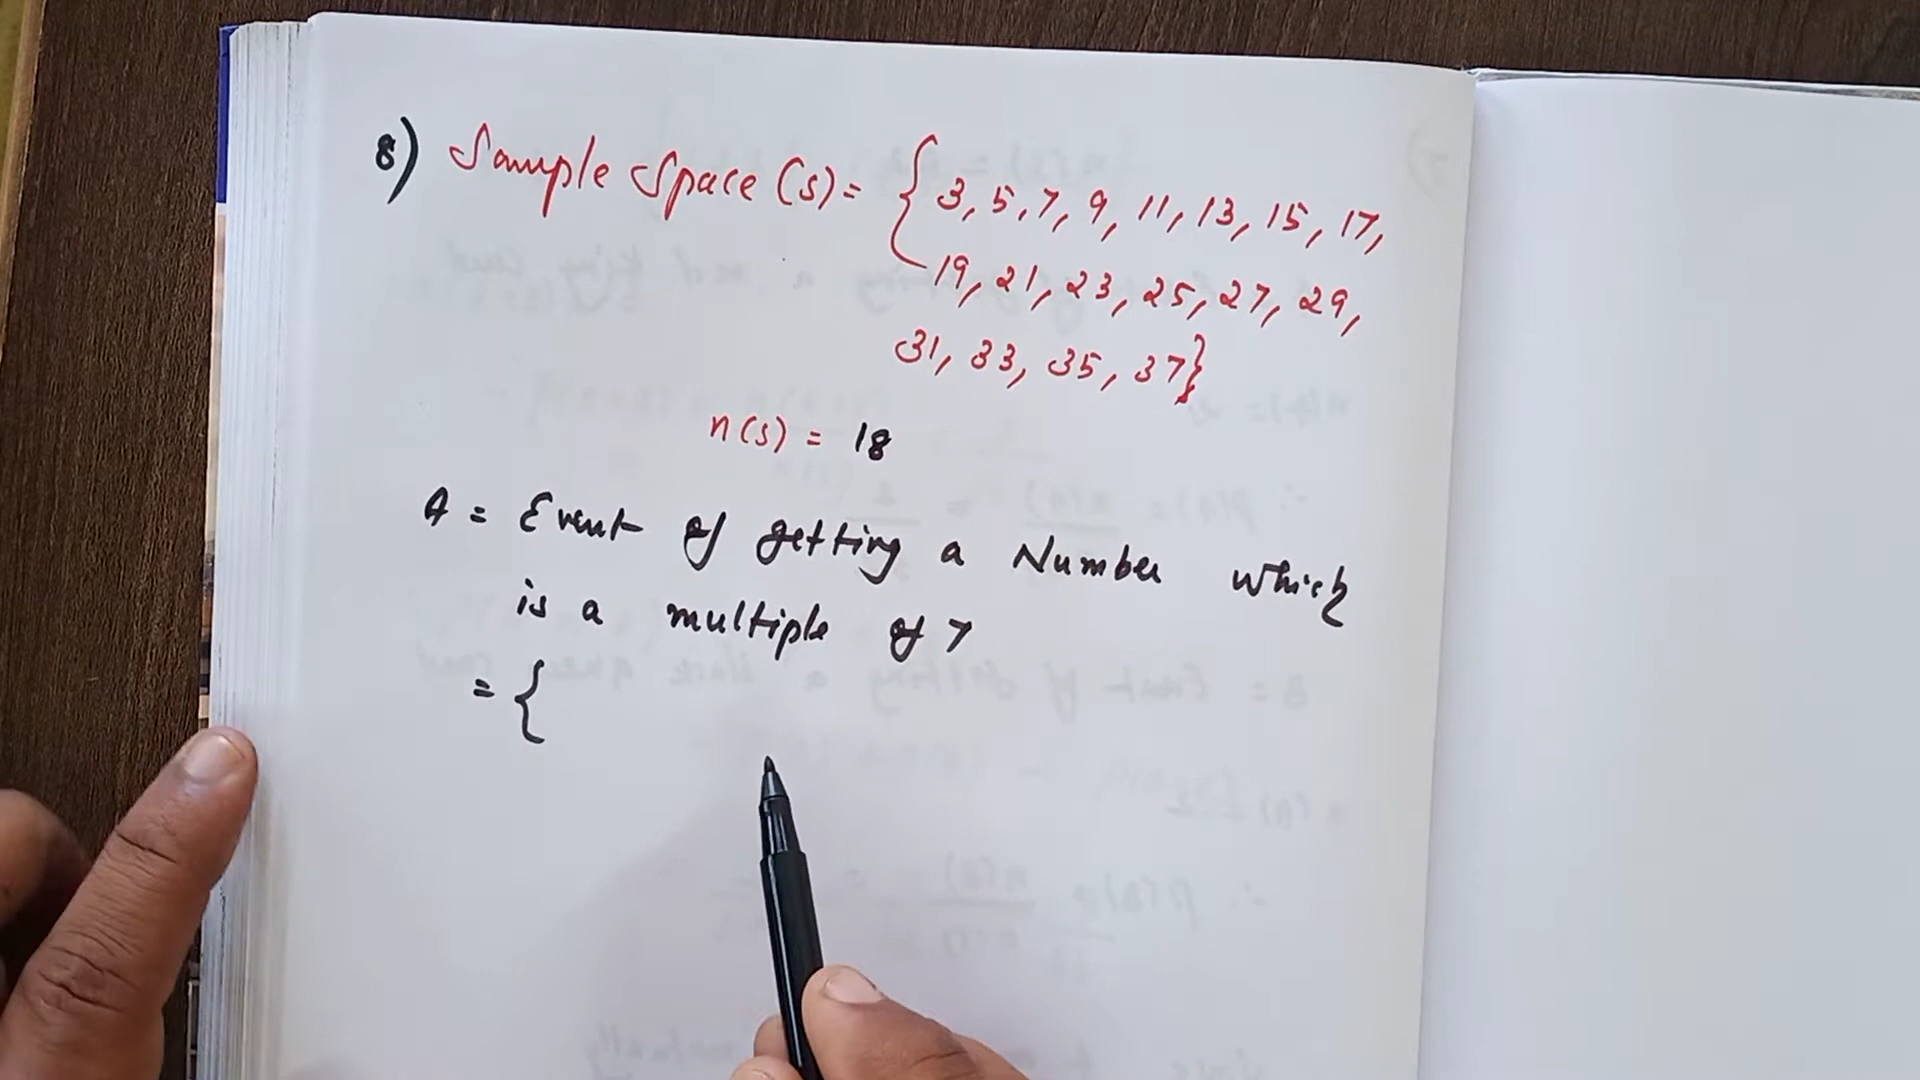 8) Sample Space (S) = { 3, 5, 7, 9, 11, 13, 15, 17,
19, 21, 23, 25, 27, 29,
31, 33, 35, 37}
n(s) = 18
A = Event of getting a Number which
is a multiple of 7
= {